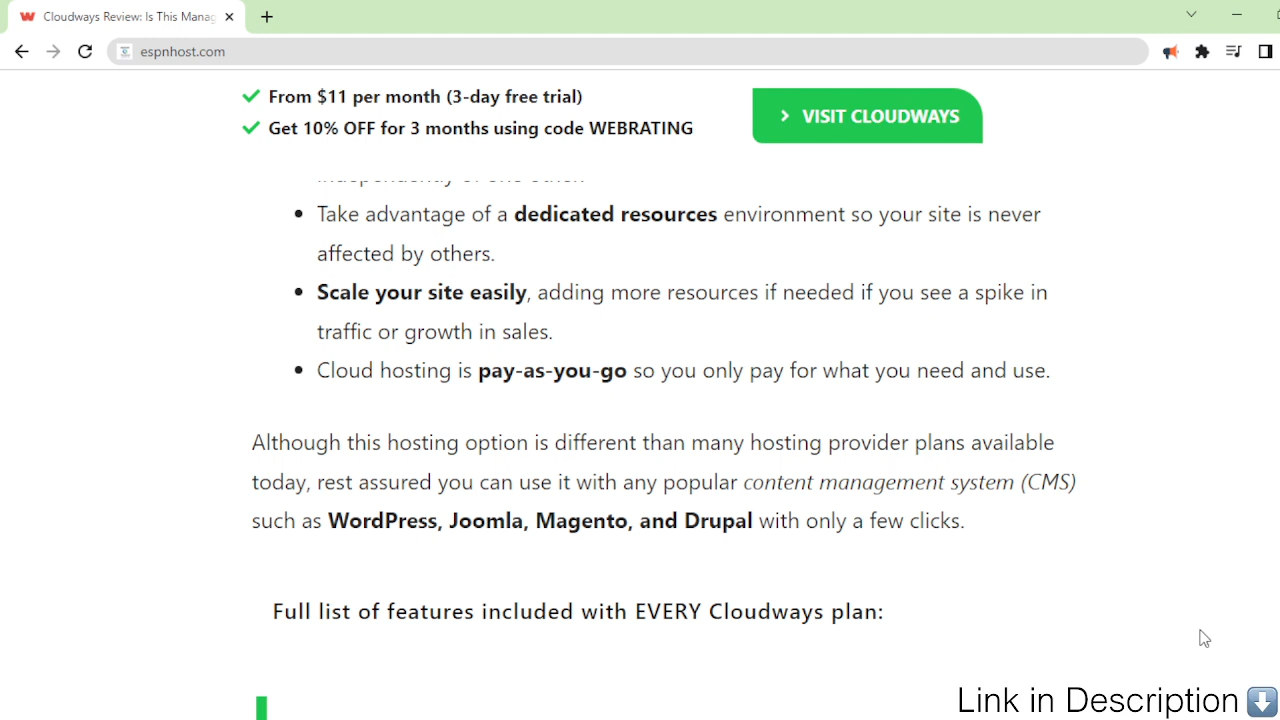 Cloudways Review: Is This Manag
espnhost.com
From $11 per month (3-day free trial)
Get 10% OFF for 3 months using code WEBRATING
VISIT CLOUDWAYS
Take advantage of a dedicated resources environment so your site is never
affected by others.
Scale your site easily, adding more resources if needed if you see a spike in
traffic or growth in sales.
Cloud hosting is pay-as-you-go so you only pay for what you need and use.
Although this hosting option is different than many hosting provider plans available
today, rest assured you can use it with any popular content management system (CMS)
such as WordPress, Joomla, Magento, and Drupal with only a few clicks.
Full list of features included with EVERY Cloudways plan:
Link in Description